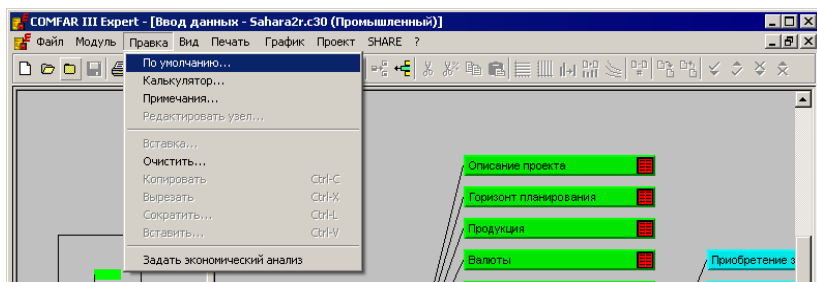 COMFAR III Expert - [Ввод данных - Sahara2r.c30 (Промышленный)]
Файл Модуль Правка Вид Печать График Проект SHARE ?
По умолчанию...
Калькулятор...
Примечания...
Редактировать узел...
Вставка...
Очистить...
Копировать Ctrl-C
Вырезать Ctrl-X
Сократить... Ctrl-L
Вставить... Ctrl-V
Задать экономический анализ
Описание проекта
Горизонт планирования
Продукция
Валюты
Приобретение з